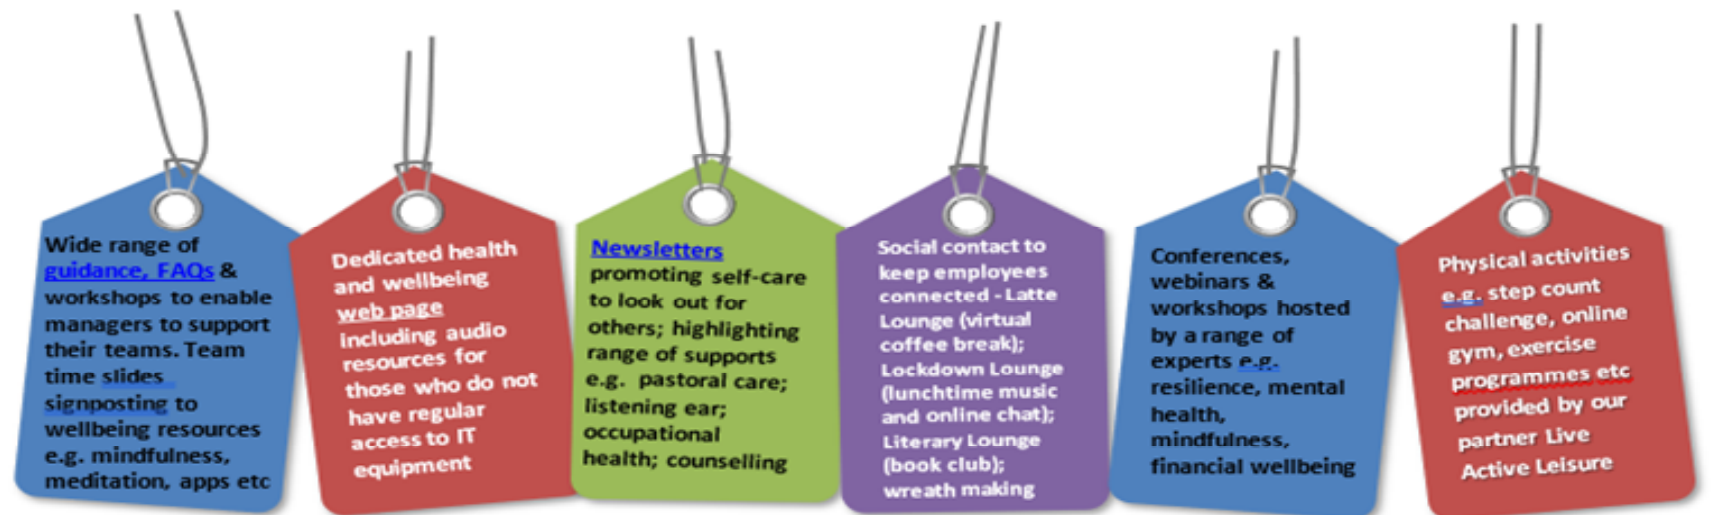 Wide range of
guidance, FAQs &
workshops to enable
managers to support
their teams. Team
time slides
signposting to
wellbeing resources
e.g. mindfulness,
meditation, apps etc
Dedicated health
and wellbeing
web page
including audio
resources for
those who do not
have regular
access to IT
equipment
Newsletters
promoting self-care
to look out for
others; highlighting
range of supports
e.g. pastoral care;
listening ear;
occupational
health; counselling
Social contact to
keep employees
connected - Latte
Lounge (virtual
coffee break);
Lockdown Lounge
(lunchtime music
and online chat);
Literary Lounge
(book club);
wreath making
Conferences,
webinars &
workshops hosted
by a range of
experts e.g.
resilience, mental
health,
mindfulness,
financial wellbeing
Physical activities
e.g. step count
challenge, online
gym, exercise
programmes etc
provided by our
partner Live
Active Leisure